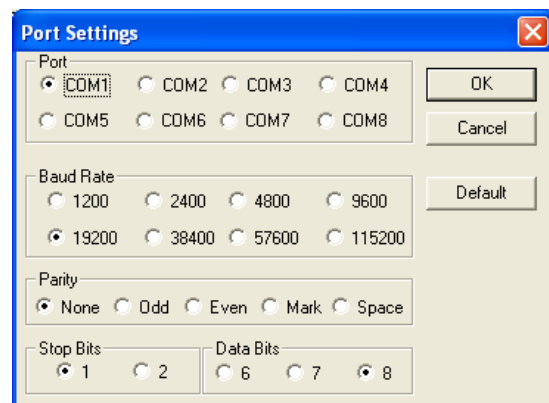 Port Settings
Port
COM1 COM2 COM3 COM4
OK
COM5 COM6 COM7 COM8
Cancel
Baud Rate
1200 2400 4800 9600
Default
19200 38400 57600 115200
Parity
None Odd Even Mark Space
Stop Bits
1 2
Data Bits
6 7 8